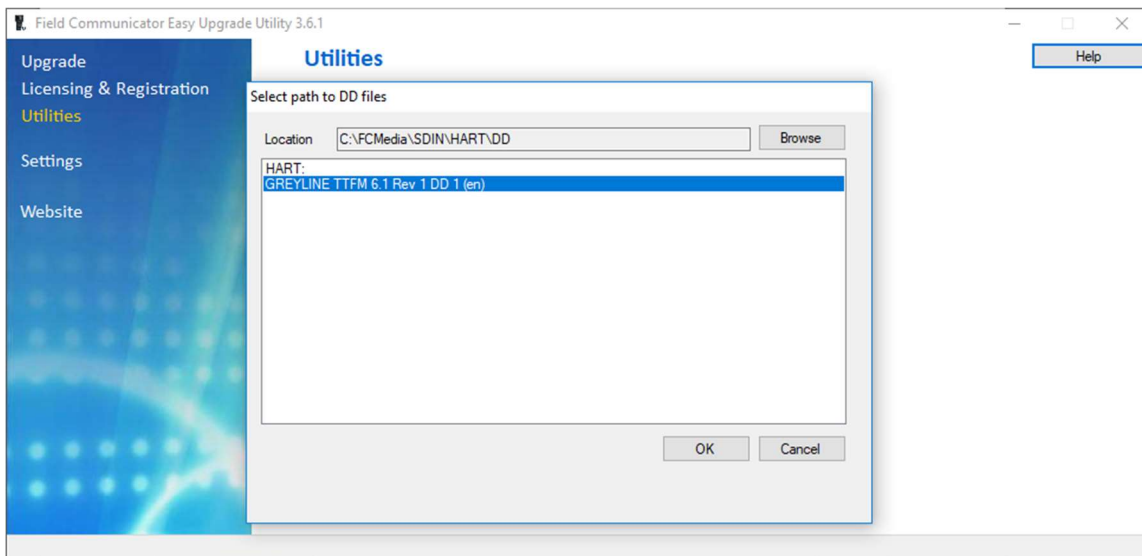 Field Communicator Easy Upgrade Utility 3.6.1
Upgrade
Licensing & Registration
Utilities
Settings
Website
Utilities
Help
Select path to DD files
Location C:\FCMedia\SDIN\HART\DD Browse
HART:
GREYLINE TTFM 6.1 Rev 1 DD 1 (en)
OK Cancel